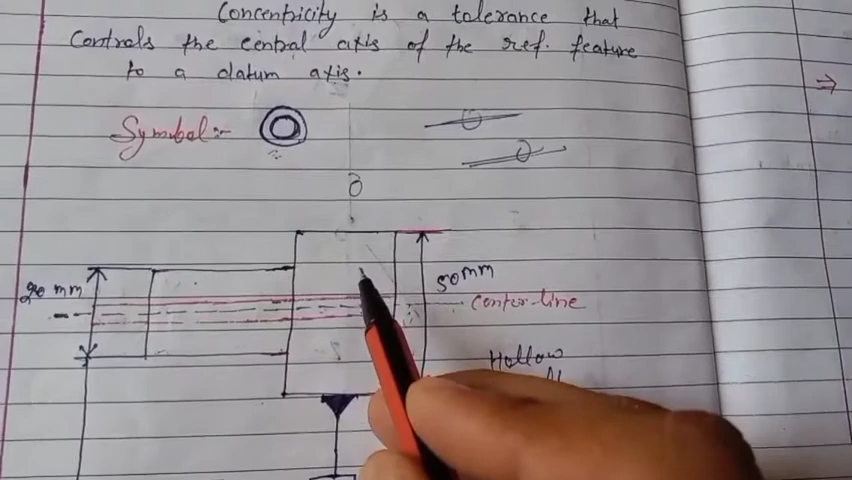 Concentricity is a tolerance that
Controls the central axis of the ref. feature
to a datum axis.
Symbol:-
50mm
20 mm
Center-line
Hollow